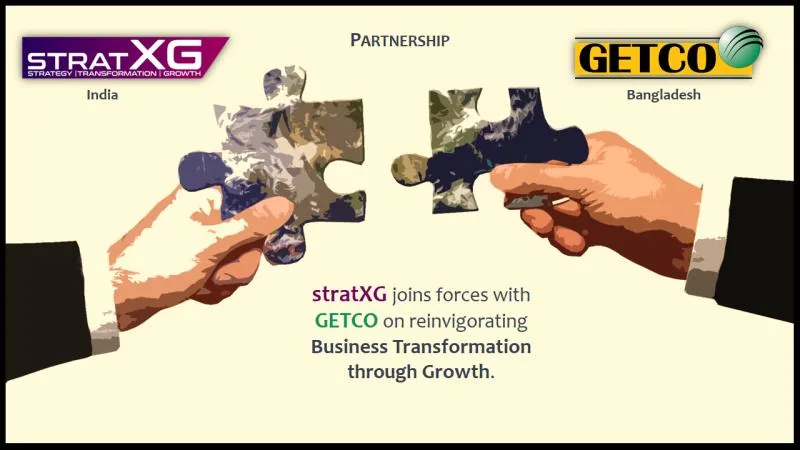 STRATXG
STRATEGY | TRANSFORMATION | GROWTH
India
PARTNERSHIP
GETCO
Bangladesh
stratXG joins forces with
GETCO on reinvigorating
Business Transformation
through Growth.